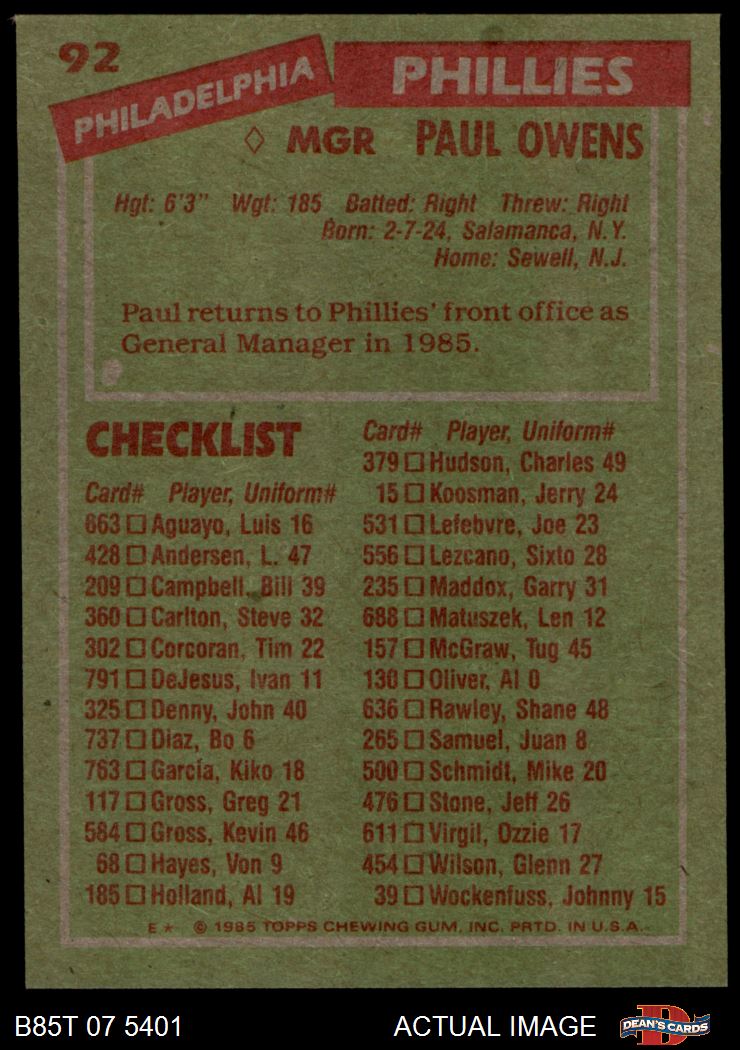 92
PHILADELPHIA PHILLIES
◊ MGR PAUL OWENS
Hgt: 6'3" Wgt: 185 Batted: Right Threw: Right
Born: 2-7-24, Salamanca, N.Y.
Home: Sewell, N.J.
Paul returns to Phillies' front office as
General Manager in 1985.
CHECKLIST
Card# Player, Uniform#
663 □ Aguayo, Luis 16
428 □ Andersen, L. 47
209 □ Campbell, Bill 39
360 □ Carlton, Steve 32
302 □ Corcoran, Tim 22
791 □ DeJesus, Ivan 11
325 □ Denny, John 40
737 □ Diaz, Bo 6
763 □ Garcia, Kiko 18
117 □ Gross, Greg 21
584 □ Gross, Kevin 46
68 □ Hayes, Von 9
185 □ Holland, Al 19
Card# Player, Uniform#
379 □ Hudson, Charles 49
15 □ Koosman, Jerry 24
531 □ Lefebvre, Joe 23
556 □ Lezcano, Sixto 28
235 □ Maddox, Garry 31
688 □ Matuszek, Len 12
157 □ McGraw, Tug 45
130 □ Oliver, Al 0
636 □ Rawley, Shane 48
265 □ Samuel, Juan 8
500 □ Schmidt, Mike 20
476 □ Stone, Jeff 26
611 □ Virgil, Ozzie 17
454 □ Wilson, Glenn 27
39 □ Wockenfuss, Johnny 15
E* © 1985 TOPPS CHEWING GUM, INC. PRTD. IN U.S.A.
B85T 07 5401 ACTUAL IMAGE
D
DEAN'S CARDS